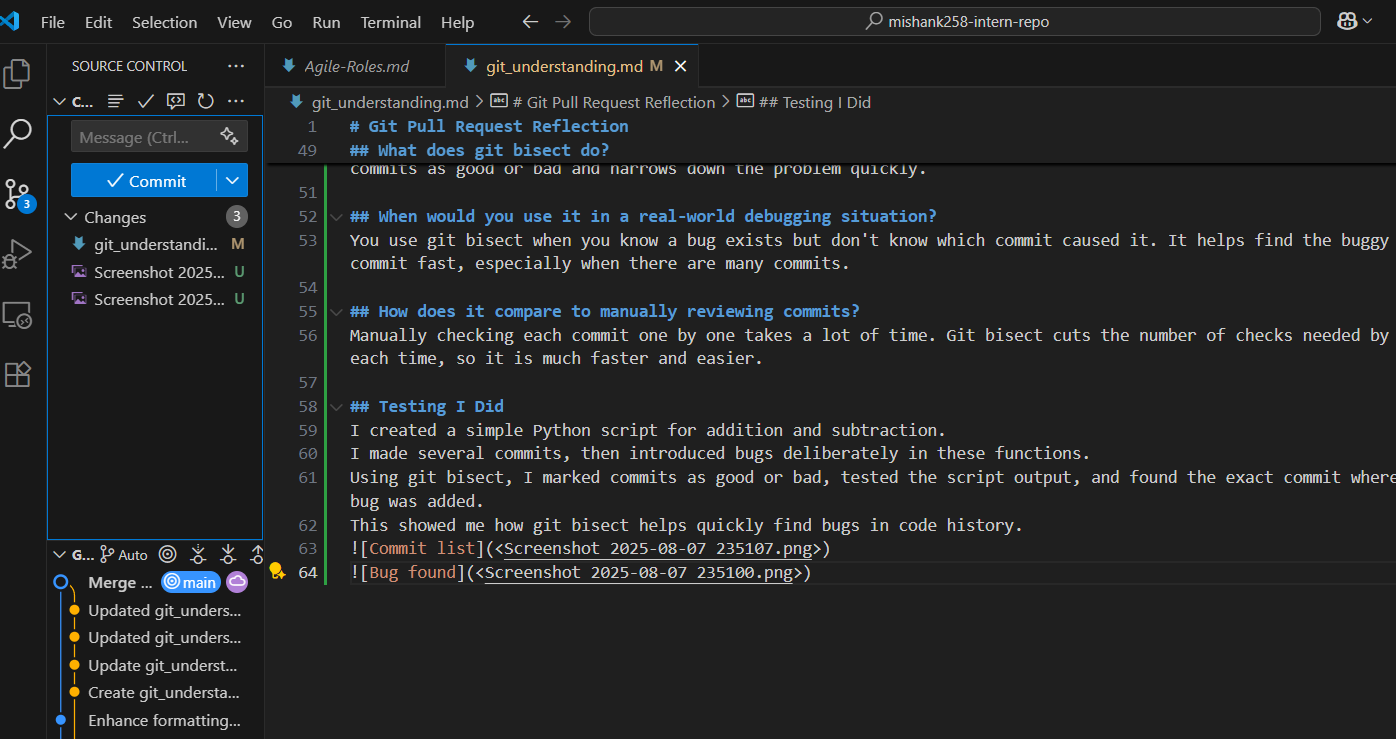 File Edit Selection View Go Run Terminal Help
mishank258-intern-repo
SOURCE CONTROL
Agile-Roles.md
git_understanding.md M
C...
git_understanding.md > # Git Pull Request Reflection > ## Testing I Did
Message (Ctrl...
Commit
Changes 3
git_understandi... M
Screenshot 2025... U
Screenshot 2025... U
3
1 # Git Pull Request Reflection
49 ## What does git bisect do?
commits as good or bad and narrows down the problem quickly.
51
52 ## When would you use it in a real-world debugging situation?
53 You use git bisect when you know a bug exists but don't know which commit caused it. It helps find the buggy
commit fast, especially when there are many commits.
54
55 ## How does it compare to manually reviewing commits?
56 Manually checking each commit one by one takes a lot of time. Git bisect cuts the number of checks needed by
each time, so it is much faster and easier.
57
58 ## Testing I Did
59 I created a simple Python script for addition and subtraction.
60 I made several commits, then introduced bugs deliberately in these functions.
61 Using git bisect, I marked commits as good or bad, tested the script output, and found the exact commit where
bug was added.
62 This showed me how git bisect helps quickly find bugs in code history.
63 ![Commit list](<Screenshot 2025-08-07 235107.png>)
64 ![Bug found](<Screenshot 2025-08-07 235100.png>)
G... Auto
Merge ... main
Updated git_unders...
Updated git_unders...
Update git_underst...
Create git_understa...
Enhance formatting...